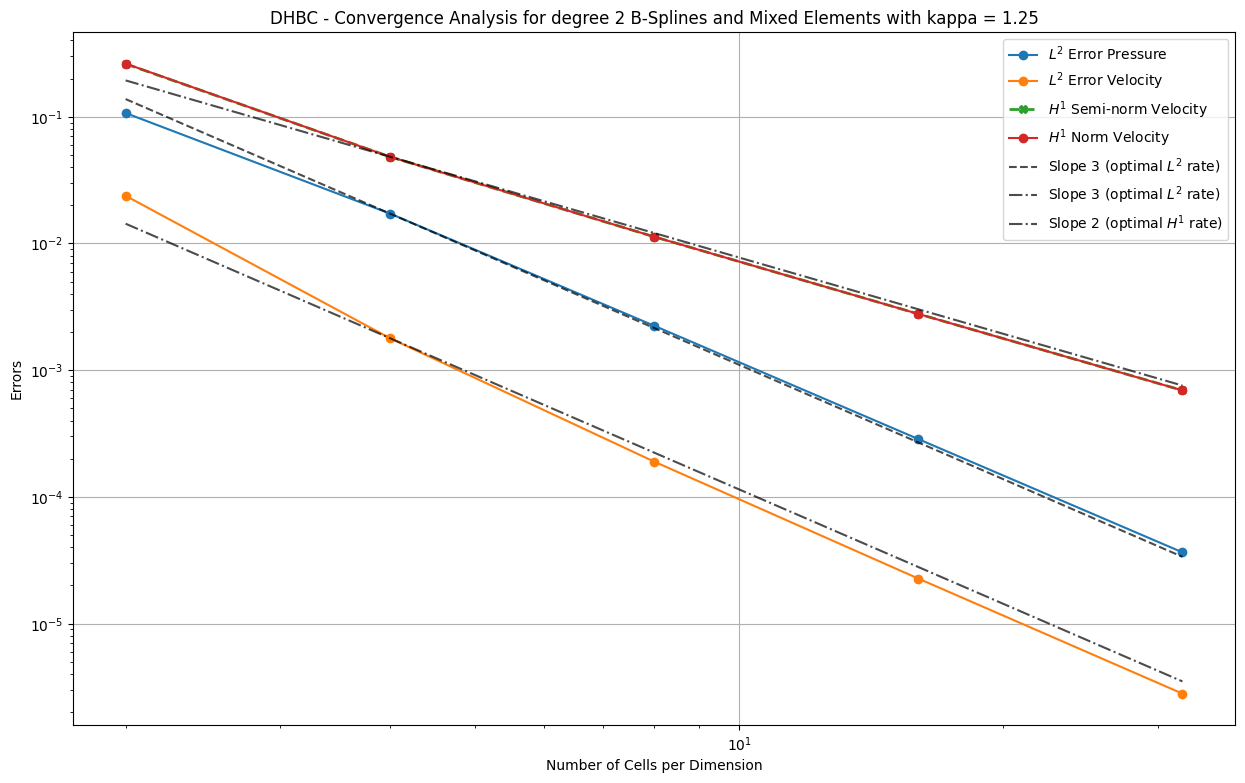 DHBC - Convergence Analysis for degree 2 B-Splines and Mixed Elements with kappa = 1.25
L² Error Pressure
L² Error Velocity
H¹ Semi-norm Velocity
H¹ Norm Velocity
Slope 3 (optimal L² rate)
Slope 3 (optimal L² rate)
Slope 2 (optimal H¹ rate)
Errors
10⁻¹
10⁻²
10⁻³
10⁻⁴
10⁻⁵
10¹
Number of Cells per Dimension